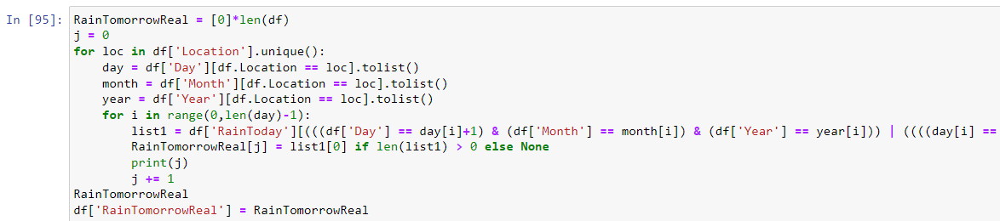 In [95]: RainTomorrowReal = [0]*len(df)
j = 0
for loc in df['Location'].unique():
    day = df['Day'][df.Location == loc].tolist()
    month = df['Month'][df.Location == loc].tolist()
    year = df['Year'][df.Location == loc].tolist()
    for i in range(0,len(day)-1):
        list1 = df['RainToday'][(((df['Day'] == day[i]+1) & (df['Month'] == month[i]) & (df['Year'] == year[i])) | ((((day[i] ==
        RainTomorrowReal[j] = list1[0] if len(list1) > 0 else None
        print(j)
        j += 1
RainTomorrowReal
df['RainTomorrowReal'] = RainTomorrowReal